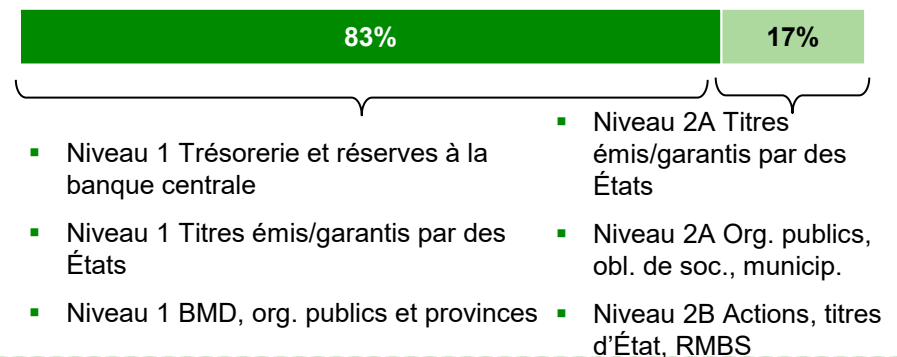 83%
17%
▪ Niveau 1 Trésorerie et réserves à la
banque centrale
▪ Niveau 1 Titres émis/garantis par des
États
▪ Niveau 1 BMD, org. publics et provinces
▪ Niveau 2A Titres
émis/garantis par des
États
▪ Niveau 2A Org. publics,
obl. de soc., municip.
▪ Niveau 2B Actions, titres
d’État, RMBS